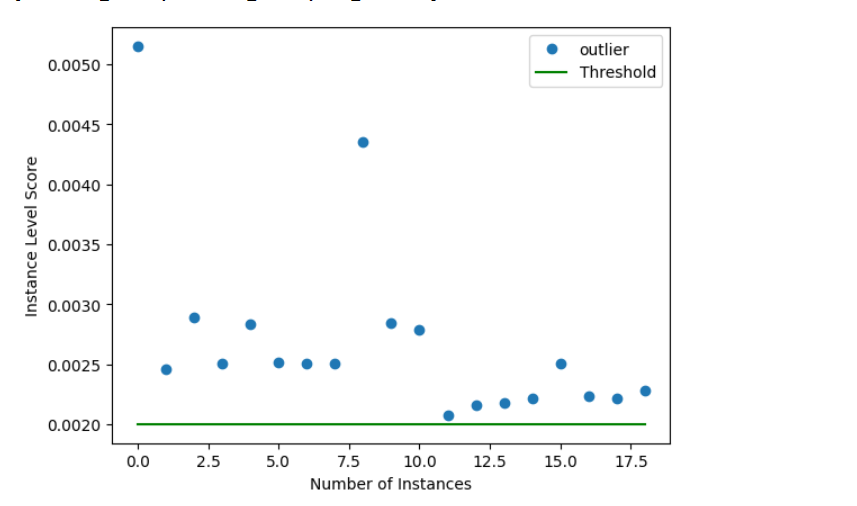 outlier
Threshold
0.0050
0.0045
0.0040
0.0035
0.0030
0.0025
0.0020
Instance Level Score
0.0 2.5 5.0 7.5 10.0 12.5 15.0 17.5
Number of Instances